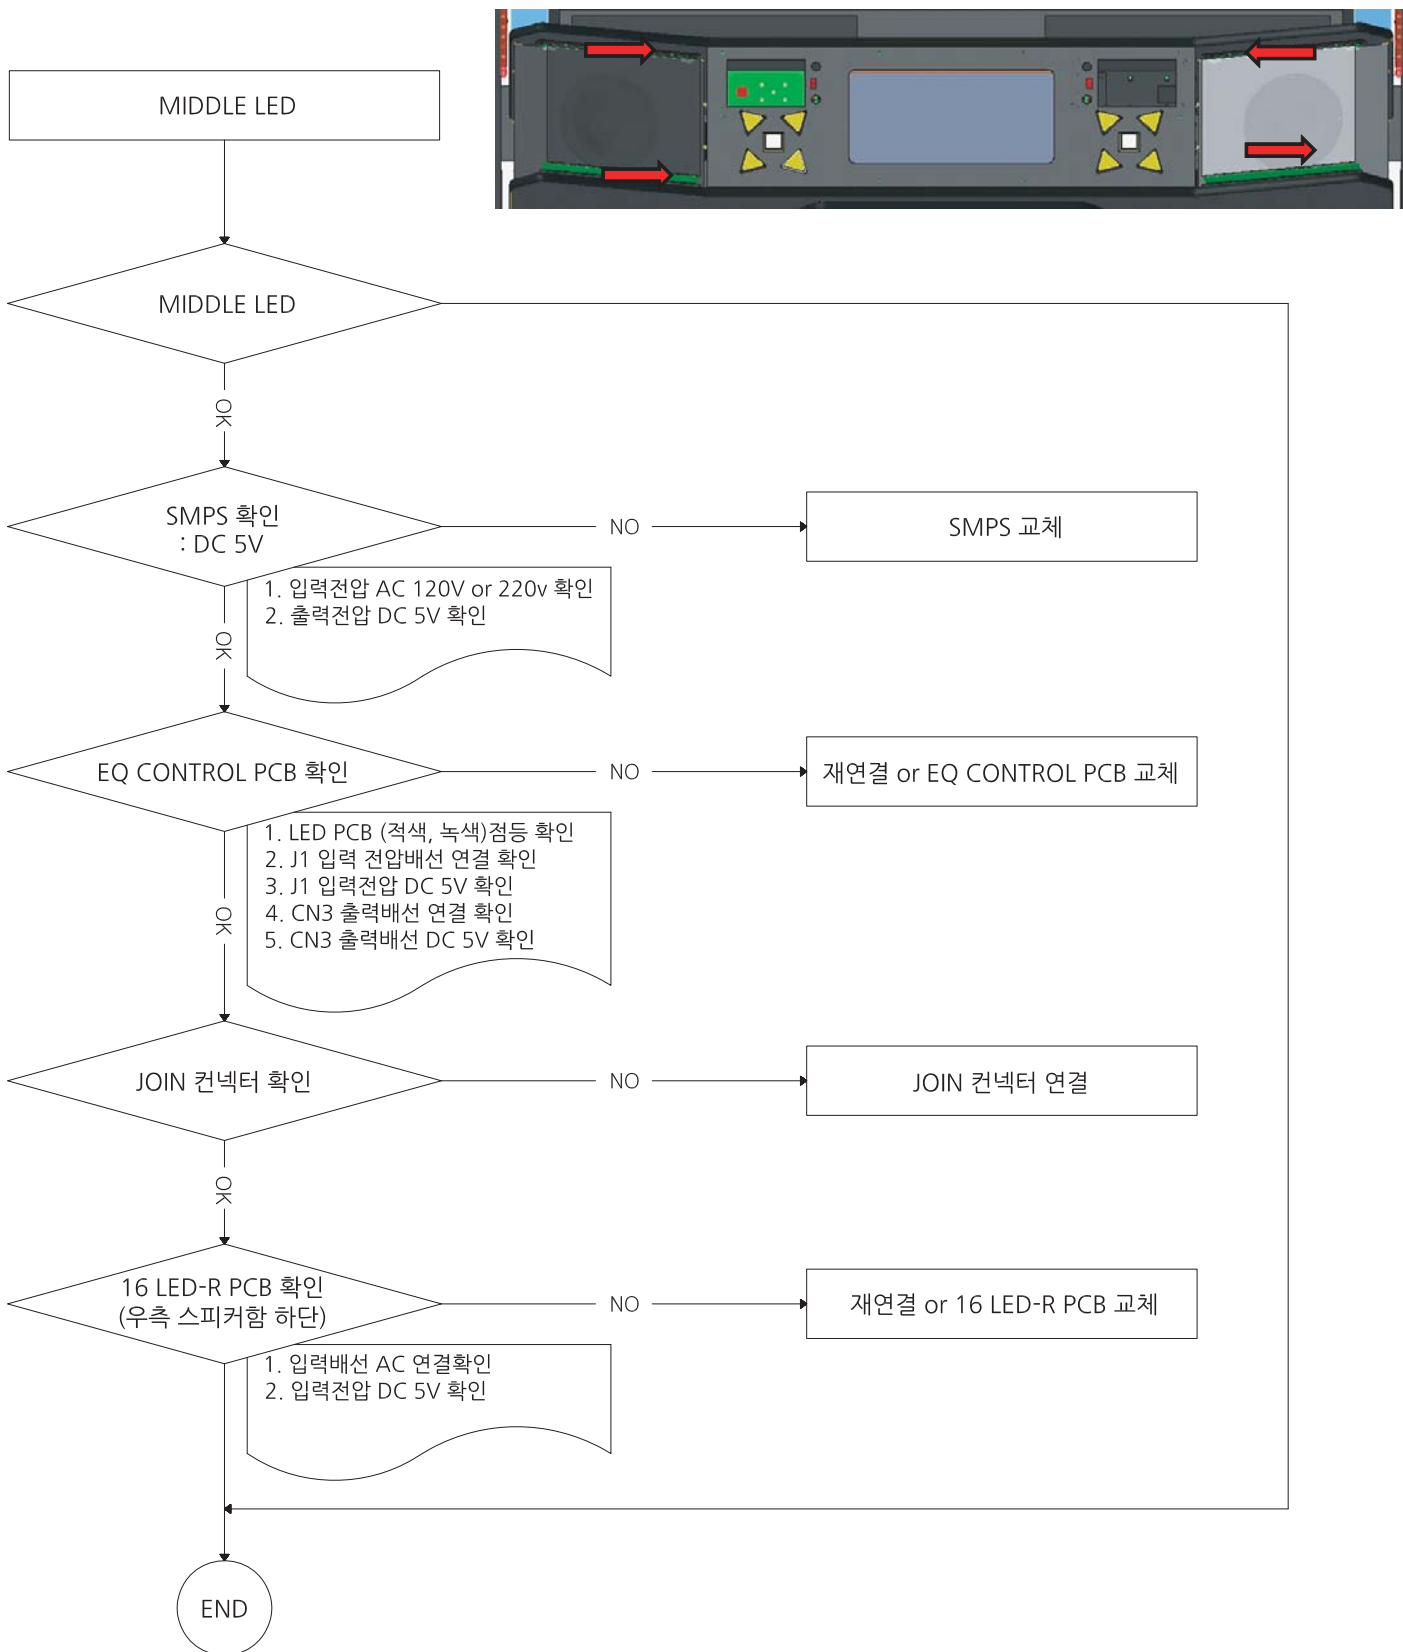 MIDDLE LED
MIDDLE LED
OK
SMPS 확인
: DC 5V
NO
SMPS 교체
1. 입력전압 AC 120V or 220v 확인
2. 출력전압 DC 5V 확인
OK
EQ CONTROL PCB 확인
NO
재연결 or EQ CONTROL PCB 교체
1. LED PCB (적색, 녹색)점등 확인
2. J1 입력 전압배선 연결 확인
3. J1 입력전압 DC 5V 확인
4. CN3 출력배선 연결 확인
5. CN3 출력배선 DC 5V 확인
OK
JOIN 컨넥터 확인
NO
JOIN 컨넥터 연결
OK
16 LED-R PCB 확인
(우측 스피커함 하단)
NO
재연결 or 16 LED-R PCB 교체
1. 입력배선 AC 연결확인
2. 입력전압 DC 5V 확인
END